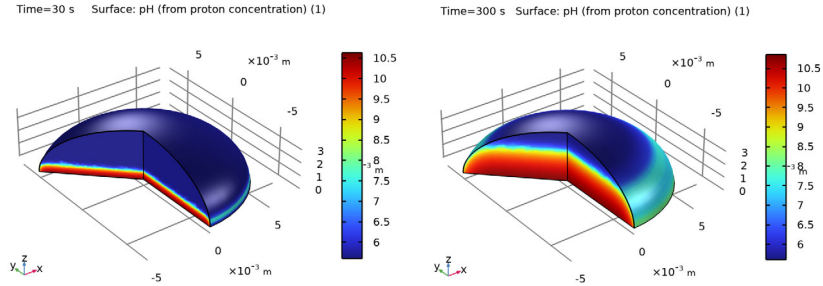 Time=30 s Surface: pH (from proton concentration) (1)
5
×10⁻³ m
0
-5
3
2
1
0
⁻³ m
5
0
×10⁻³ m
-5
z
y
x
10.5
10
9.5
9
8.5
8
7.5
7
6.5
6
Time=300 s Surface: pH (from proton concentration) (1)
5
×10⁻³ m
0
-5
3
2
1
0
⁻³ m
5
0
×10⁻³ m
-5
z
y
x
10.5
10
9.5
9
8.5
8
7.5
7
6.5
6